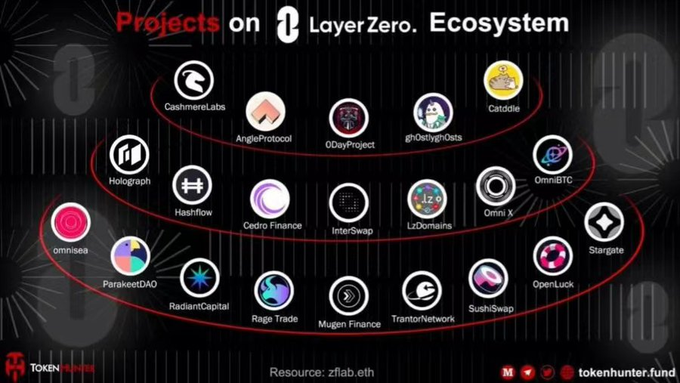 Projects on LayerZero. Ecosystem
CashmereLabs
AngleProtocol
0DayProject
gh0stlygh0sts
Catddle
Holograph
Hashflow
Cedro Finance
InterSwap
LzDomains
Omni X
OmniBTC
omnisea
ParakeetDAO
RadiantCapital
Rage Trade
Mugen Finance
TrantorNetwork
SushiSwap
OpenLuck
Stargate
TOKENHUNTER
Resource: zflab.eth
tokenhunter.fund